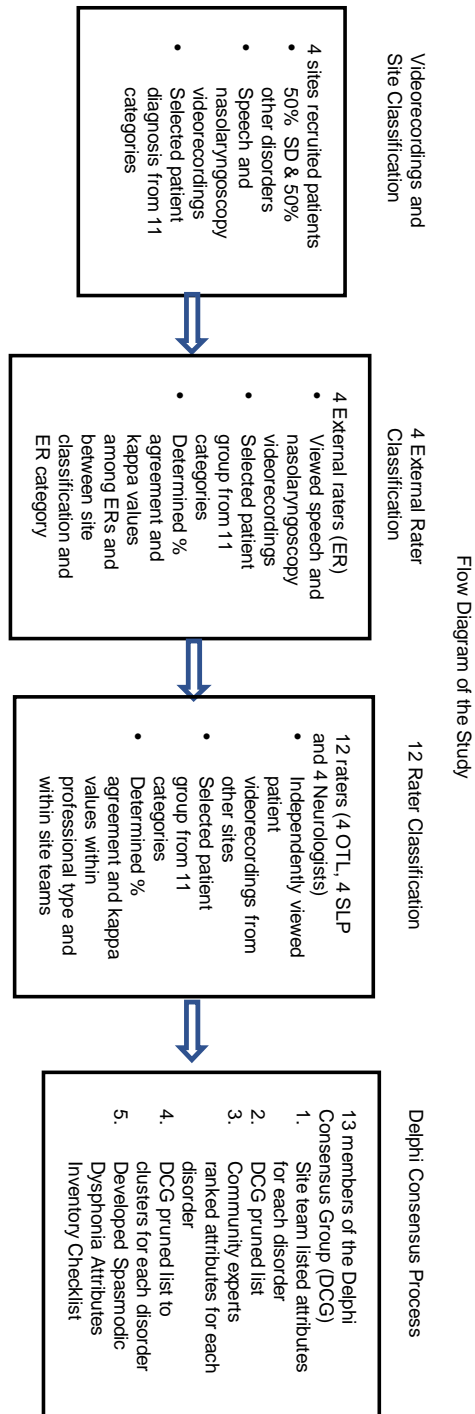 Flow Diagram of the Study
Videorecordings and
Site Classification
4 sites recruited patients
• 50% SD & 50%
other disorders
• Speech and
nasolaryngoscopy
videorecordings
• Selected patient
diagnosis from 11
categories
4 External Rater
Classification
4 External raters (ER)
• Viewed speech and
nasolaryngoscopy
videorecordings
• Selected patient
group from 11
categories
• Determined %
agreement and
kappa values
among ERs and
between site
classification and
ER category
12 Rater Classification
12 raters (4 OTL, 4 SLP
and 4 Neurologists)
• Independently viewed
patient
videorecordings from
other sites
• Selected patient
group from 11
categories
• Determined %
agreement and kappa
values within
professional type and
within site teams
Delphi Consensus Process
13 members of the Delphi
Consensus Group (DCG)
1. Site team listed attributes
for each disorder
2. DCG pruned list
3. Community experts
ranked attributes for each
disorder
4. DCG pruned list to
clusters for each disorder
5. Developed Spasmodic
Dysphonia Attributes
Inventory Checklist